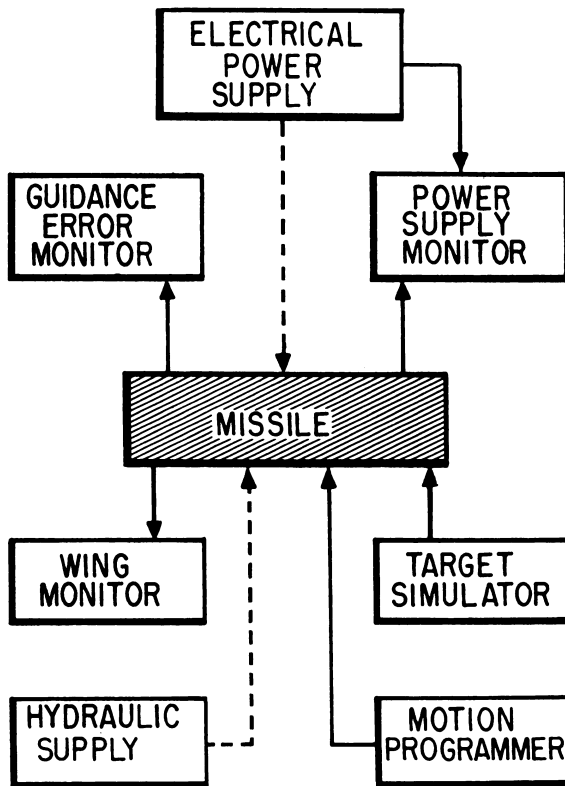 ELECTRICAL
POWER
SUPPLY
GUIDANCE
ERROR
MONITOR
POWER
SUPPLY
MONITOR
MISSILE
WING
MONITOR
TARGET
SIMULATOR
HYDRAULIC
SUPPLY
MOTION
PROGRAMMER